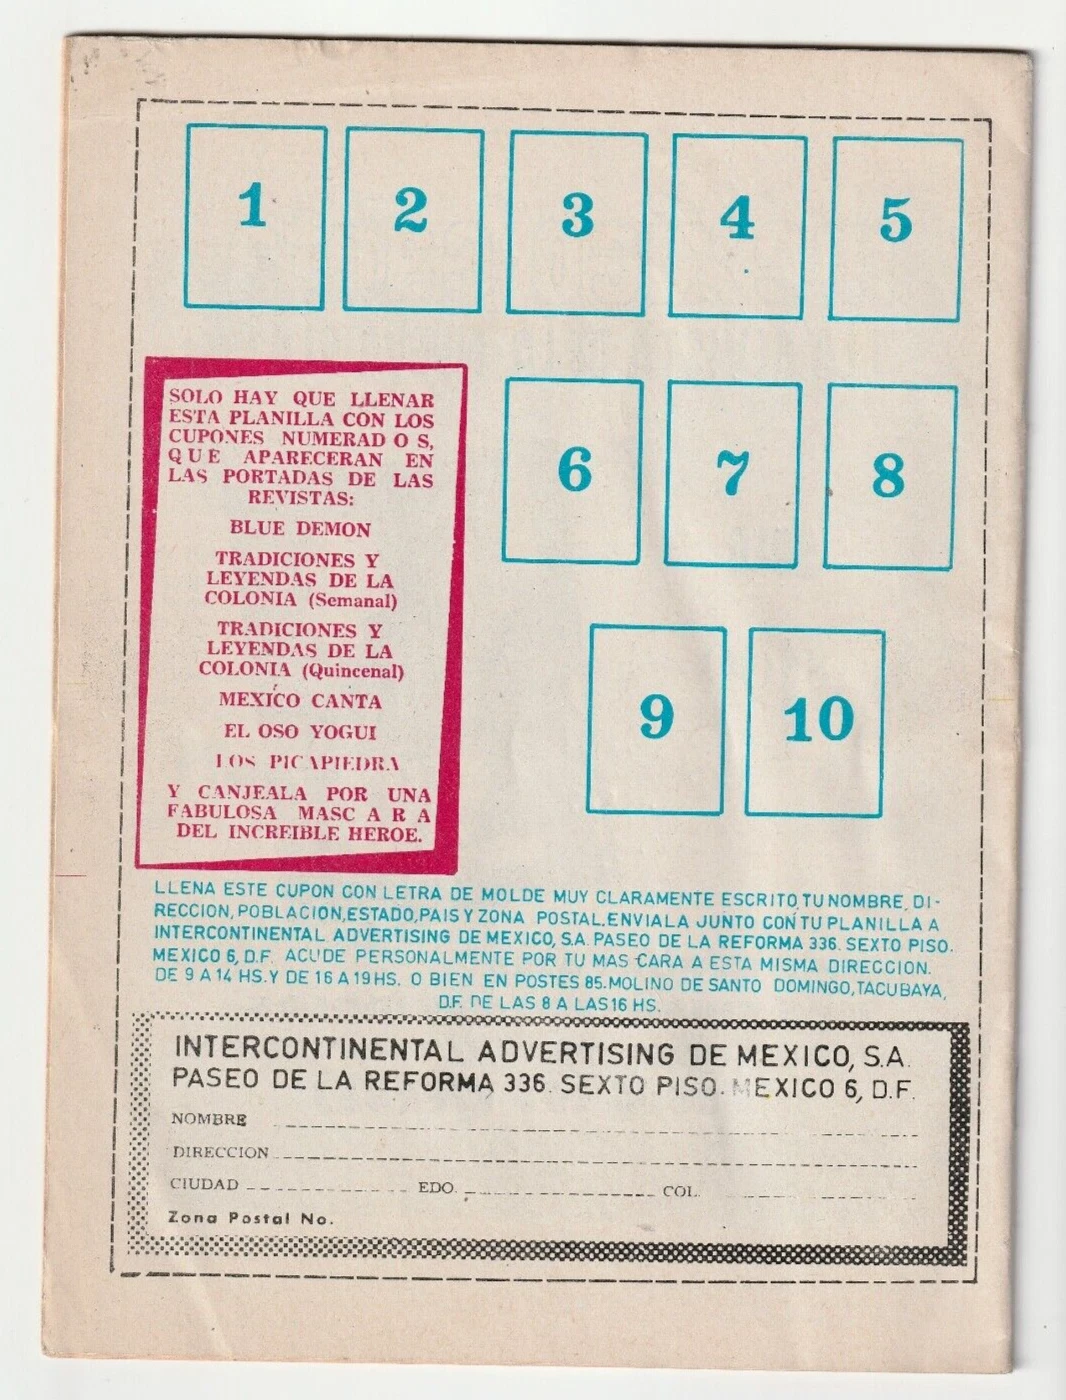 1 2 3 4 5
SOLO HAY QUE LLENAR
ESTA PLANILLA CON LOS
CUPONES NUMERAD O S,
QUE APARECERAN EN
LAS PORTADAS DE LAS
REVISTAS:
BLUE DEMON
TRADICIONES Y
LEYENDAS DE LA
COLONIA (Semanal)
TRADICIONES Y
LEYENDAS DE LA
COLONIA (Quincenal)
MEXICO CANTA
EL OSO YOGUI
LOS PICAPIEDRA
Y CANJEALA POR UNA
FABULOSA MASC A R A
DEL INCREIBLE HEROE.
6 7 8
9 10
LLENA ESTE CUPON CON LETRA DE MOLDE MUY CLARAMENTE ESCRITO, TU NOMBRE, DI-
RECCION, POBLACION, ESTADO, PAIS Y ZONA POSTAL. ENVIALA JUNTO CON TU PLANILLA A
INTERCONTINENTAL ADVERTISING DE MEXICO, S.A. PASEO DE LA REFORMA 336. SEXTO PISO.
MEXICO 6, D.F. ACUDE PERSONALMENTE POR TU MAS CARA A ESTA MISMA DIRECCION.
DE 9 A 14 HS. Y DE 16 A 19 HS. O BIEN EN POSTES 85. MOLINO DE SANTO DOMINGO, TACUBAYA,
D.F. DE LAS 8 A LAS 16 HS.
INTERCONTINENTAL ADVERTISING DE MEXICO, S.A.
PASEO DE LA REFORMA 336. SEXTO PISO. MEXICO 6, D.F.
NOMBRE
DIRECCION
CIUDAD EDO. COL.
Zona Postal No.